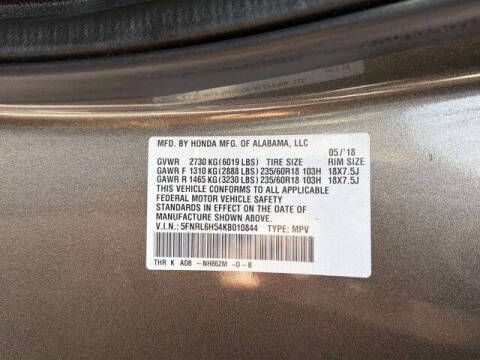 MFD. BY HONDA MFG. OF ALABAMA, LLC
05/'18
GVWR 2730 KG (6019 LBS) TIRE SIZE RIM SIZE
GAWR F 1310 KG (2888 LBS) 235/60R18 103H 18X7.5J
GAWR R 1465 KG (3230 LBS) 235/60R18 103H 18X7.5J
THIS VEHICLE CONFORMS TO ALL APPLICABLE
FEDERAL MOTOR VEHICLE SAFETY
STANDARDS IN EFFECT ON THE DATE OF
MANUFACTURE SHOWN ABOVE.
V.I.N.: 5FNRL6H54KB010844 TYPE: MPV
THR K AD8 - NH862M -D - B